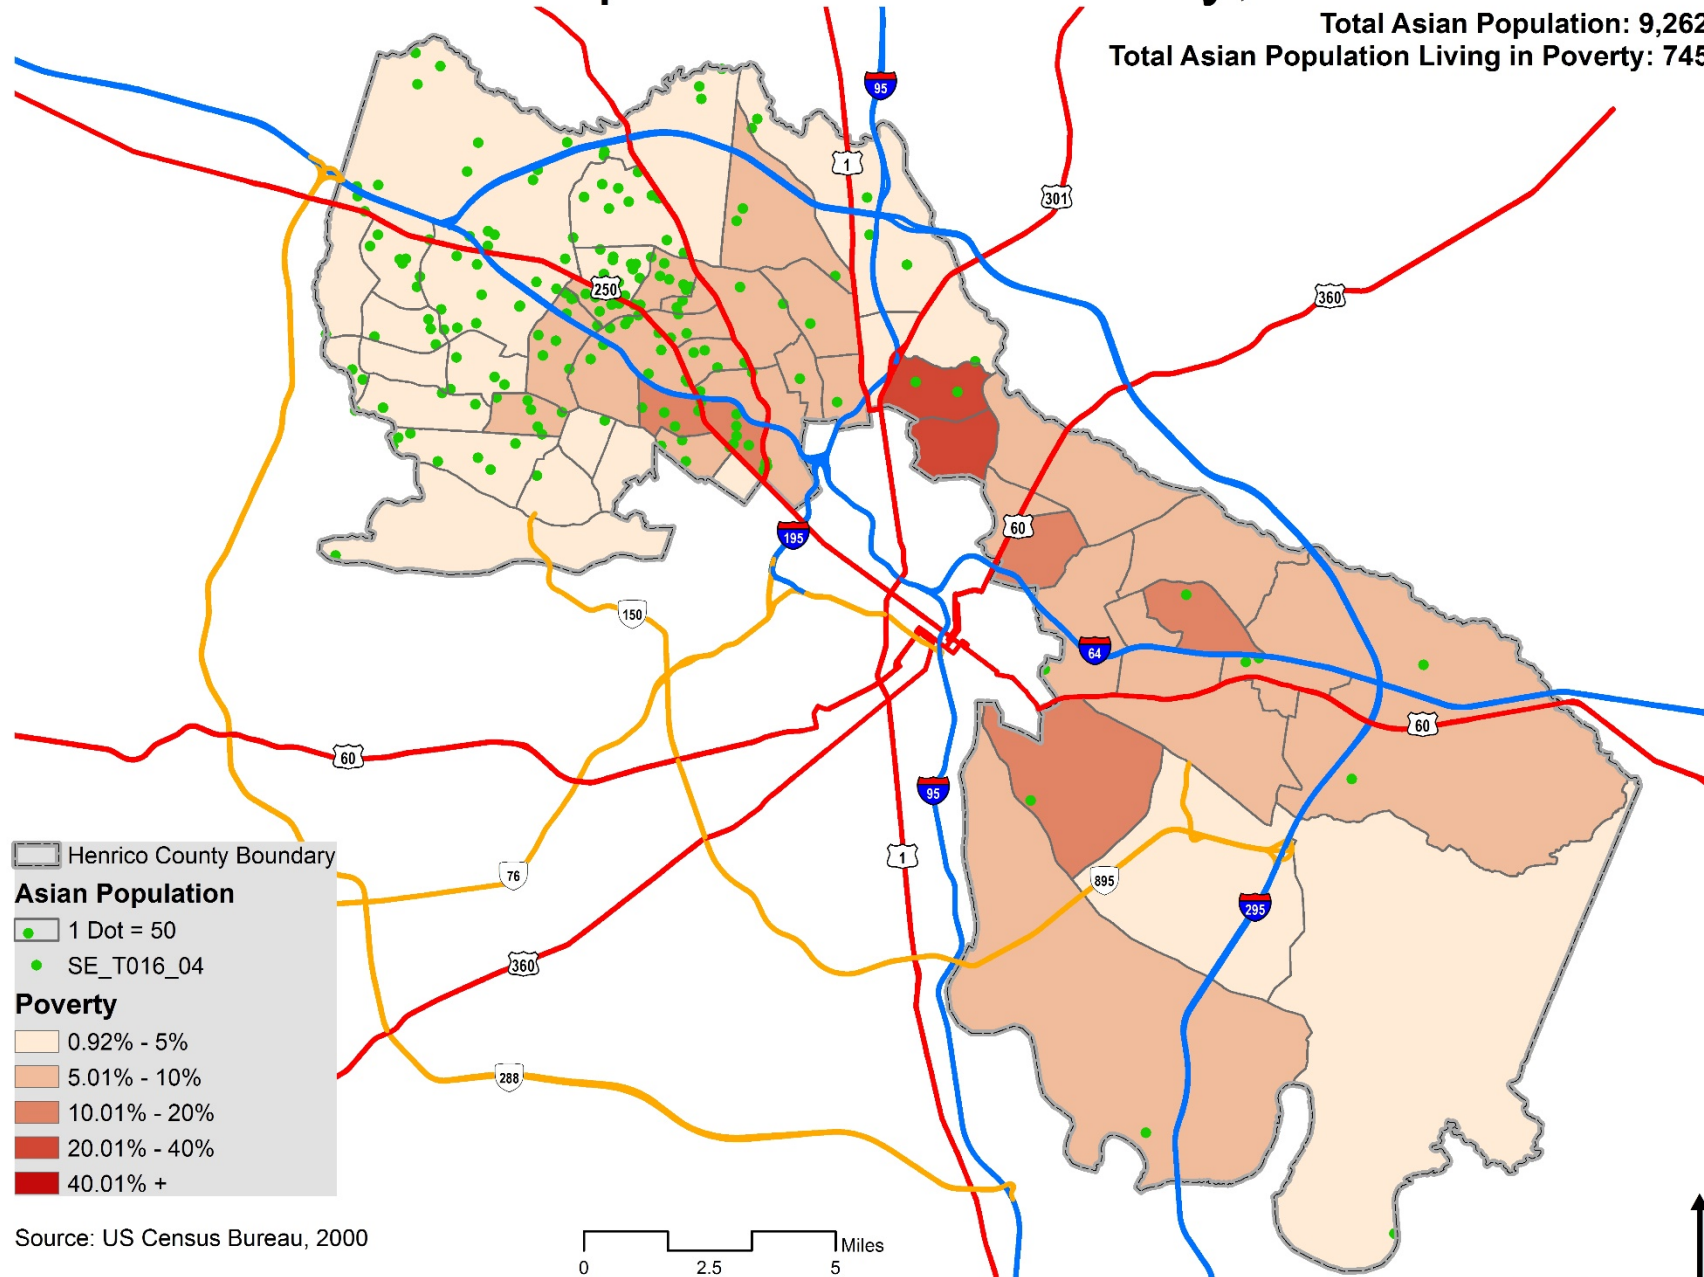 Total Asian Population: 9,262
Total Asian Population Living in Poverty: 745
95
1
301
250
360
60
195
150
64
60
60
95
1
76
895
295
360
288
Henrico County Boundary
Asian Population
1 Dot = 50
SE_T016_04
Poverty
0.92% - 5%
5.01% - 10%
10.01% - 20%
20.01% - 40%
40.01% +
Source: US Census Bureau, 2000
Miles
0 2.5 5